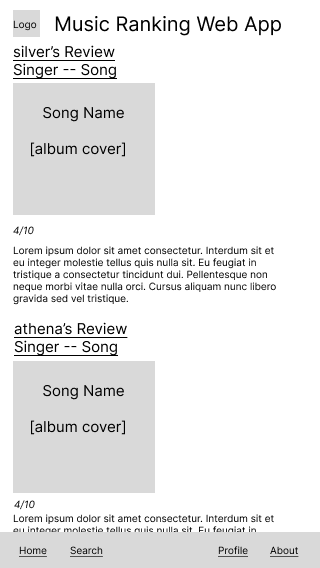 Logo
Music Ranking Web App
silver’s Review
Singer -- Song
Song Name
[album cover]
4/10
Lorem ipsum dolor sit amet consectetur. Interdum sit et
eu integer molestie tellus quis nulla sit. Eu feugiat in
tristique a consectetur tincidunt dui. Pellentesque non
neque morbi vitae nulla orci. Cursus aliquam nunc libero
gravida sed vel tristique.
athena’s Review
Singer -- Song
Song Name
[album cover]
4/10
Lorem ipsum dolor sit amet consectetur. Interdum sit et
eu integer molestie tellus quis nulla sit. Eu feugiat in
Home
Search
Profile
About